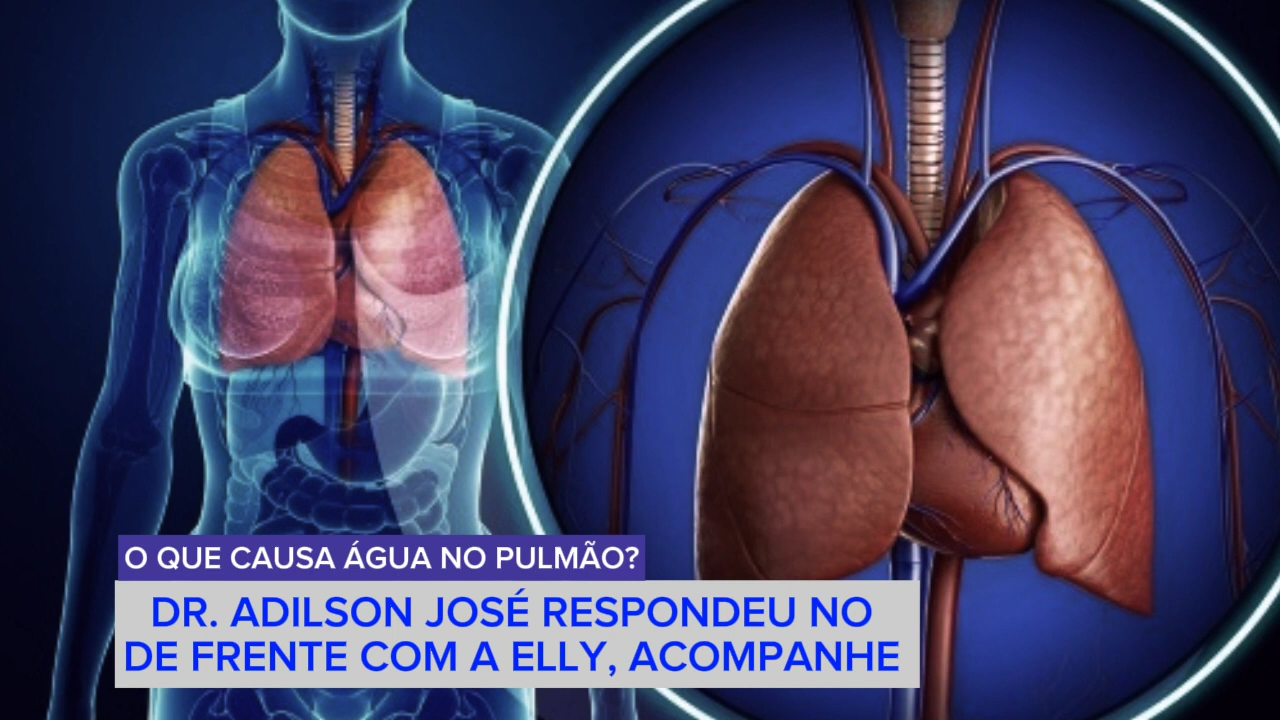 O QUE CAUSA ÁGUA NO PULMÃO?
DR. ADILSON JOSÉ RESPONDEU NO
DE FRENTE COM A ELLY, ACOMPANHE